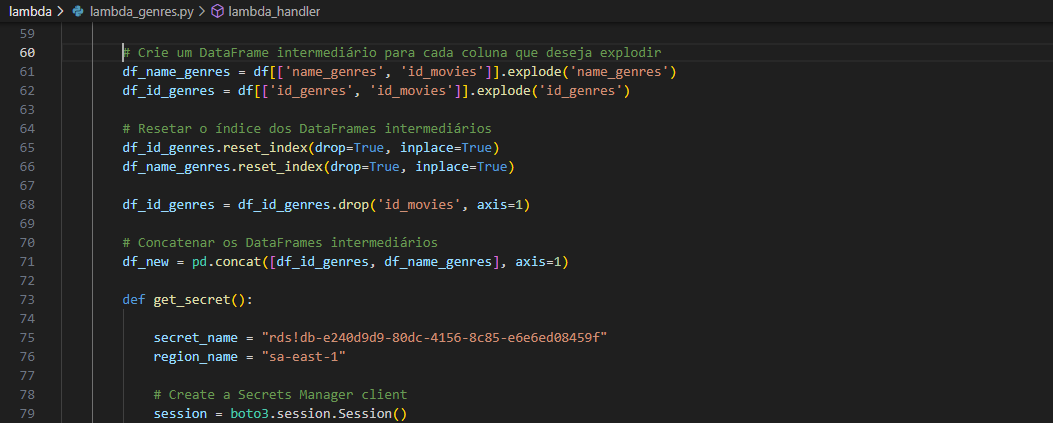 lambda > lambda_genres.py > lambda_handler
59
60 # Crie um DataFrame intermediário para cada coluna que deseja explodir
61 df_name_genres = df[['name_genres', 'id_movies']].explode('name_genres')
62 df_id_genres = df[['id_genres', 'id_movies']].explode('id_genres')
63
64 # Resetar o índice dos DataFrames intermediários
65 df_id_genres.reset_index(drop=True, inplace=True)
66 df_name_genres.reset_index(drop=True, inplace=True)
67
68 df_id_genres = df_id_genres.drop('id_movies', axis=1)
69
70 # Concatenar os DataFrames intermediários
71 df_new = pd.concat([df_id_genres, df_name_genres], axis=1)
72
73 def get_secret():
74
75 secret_name = "rds!db-e240d9d9-80dc-4156-8c85-e6e6ed08459f"
76 region_name = "sa-east-1"
77
78 # Create a Secrets Manager client
79 session = boto3.session.Session()